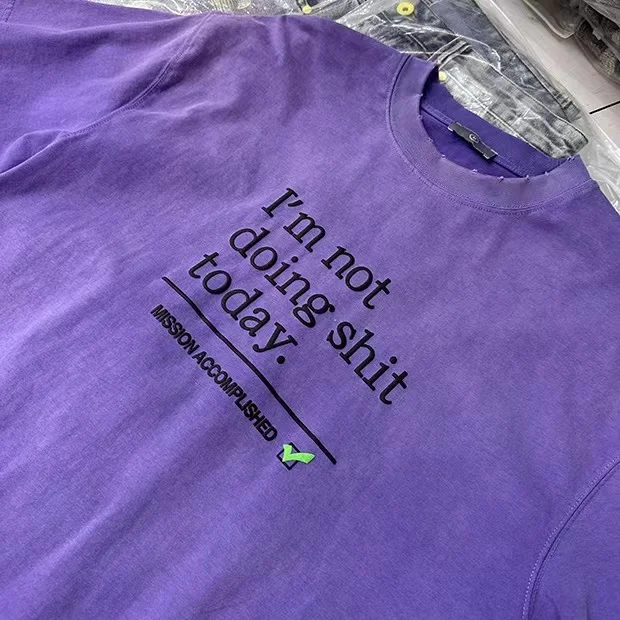 I'm not
doing shit
today.
MISSION ACCOMPLISHED